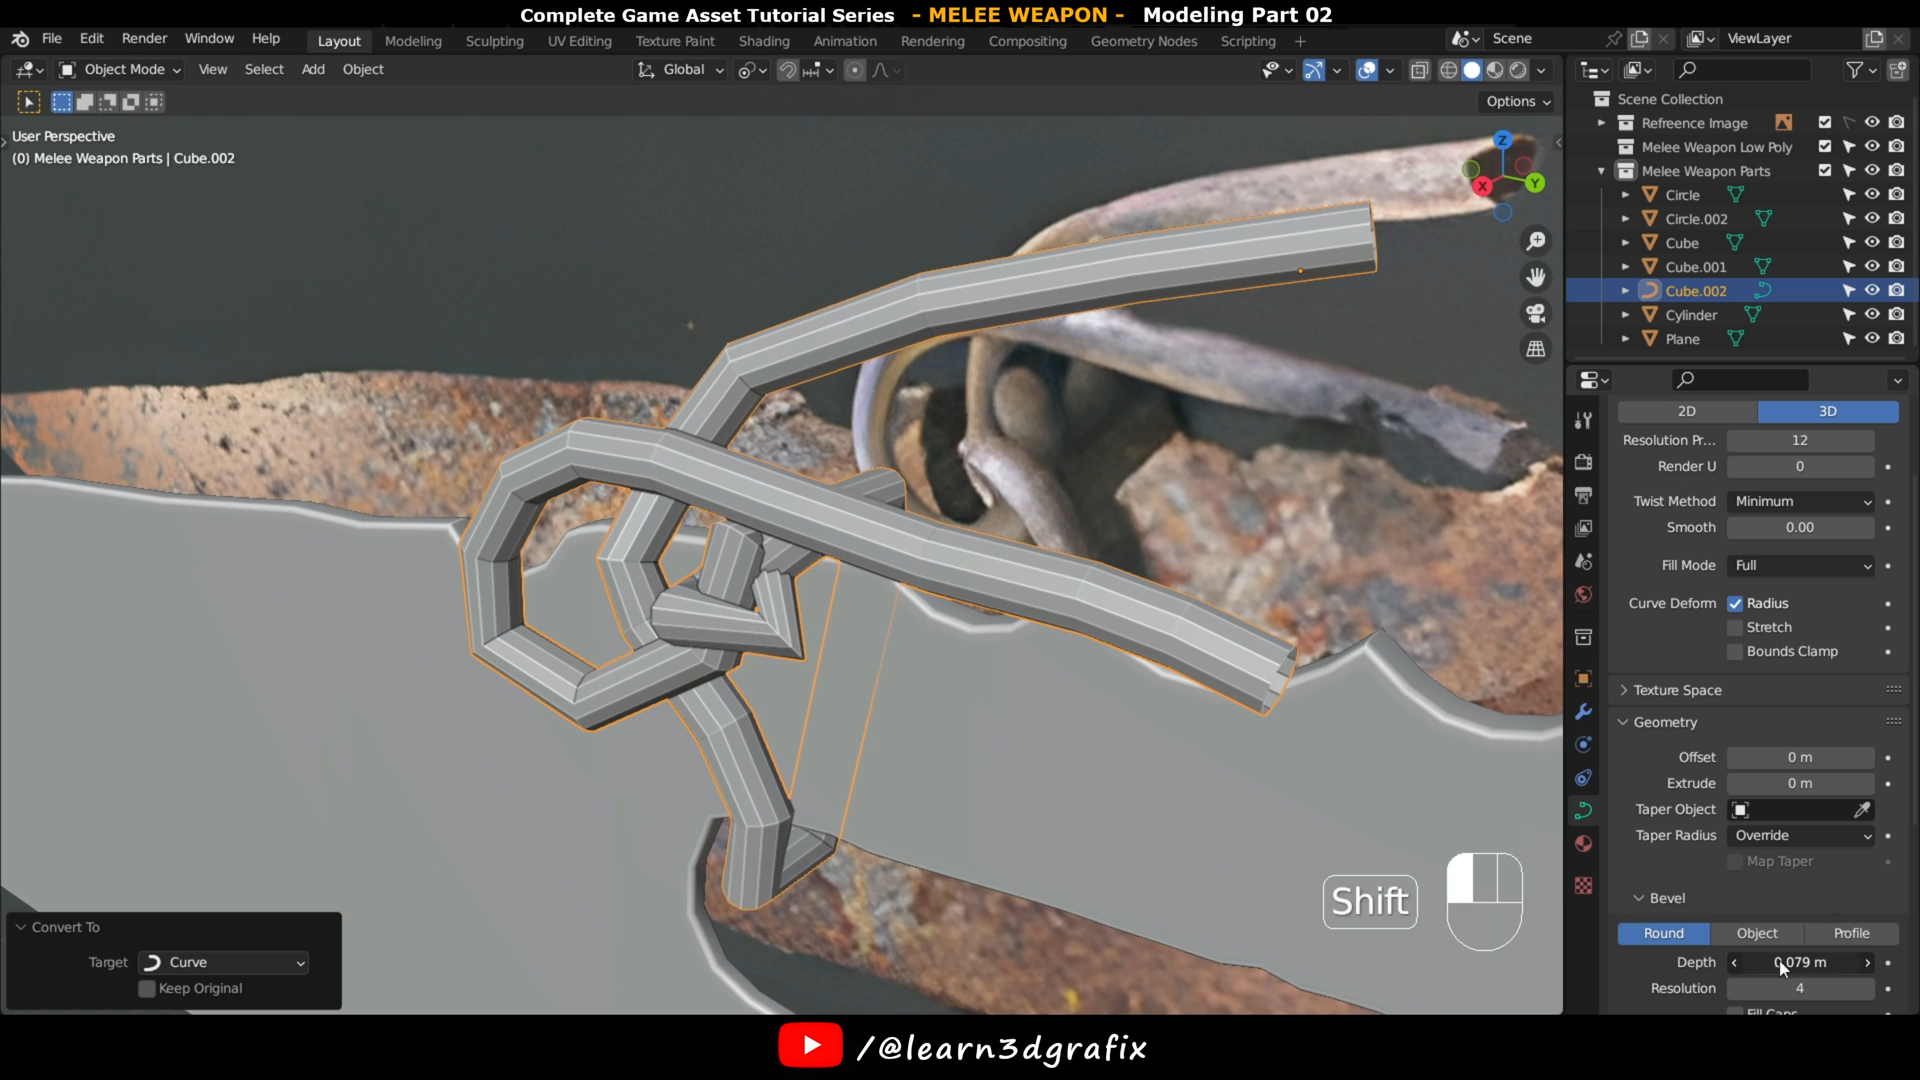 Complete Game Asset Tutorial Series - MELEE WEAPON - Modeling Part 02
File Edit Render Window Help Layout Modeling Sculpting UV Editing Texture Paint Shading Animation Rendering Compositing Geometry Nodes Scripting + Scene ViewLayer
Object Mode View Select Add Object Global
Options
User Perspective
(0) Melee Weapon Parts | Cube.002
Z
X
Y
Scene Collection
Refreence Image
Melee Weapon Low Poly
Melee Weapon Parts
Circle
Circle.002
Cube
Cube.001
Cube.002
Cylinder
Plane
2D 3D
Resolution Pr... 12
Render U 0
Twist Method Minimum
Smooth 0.00
Fill Mode Full
Curve Deform Radius
Stretch
Bounds Clamp
Texture Space
Geometry
Offset 0 m
Extrude 0 m
Taper Object
Taper Radius Override
Map Taper
Bevel
Round Object Profile
Depth 0.079 m
Resolution 4
Fill Caps
Shift
Convert To
Target Curve
Keep Original
/@learn3dgrafix